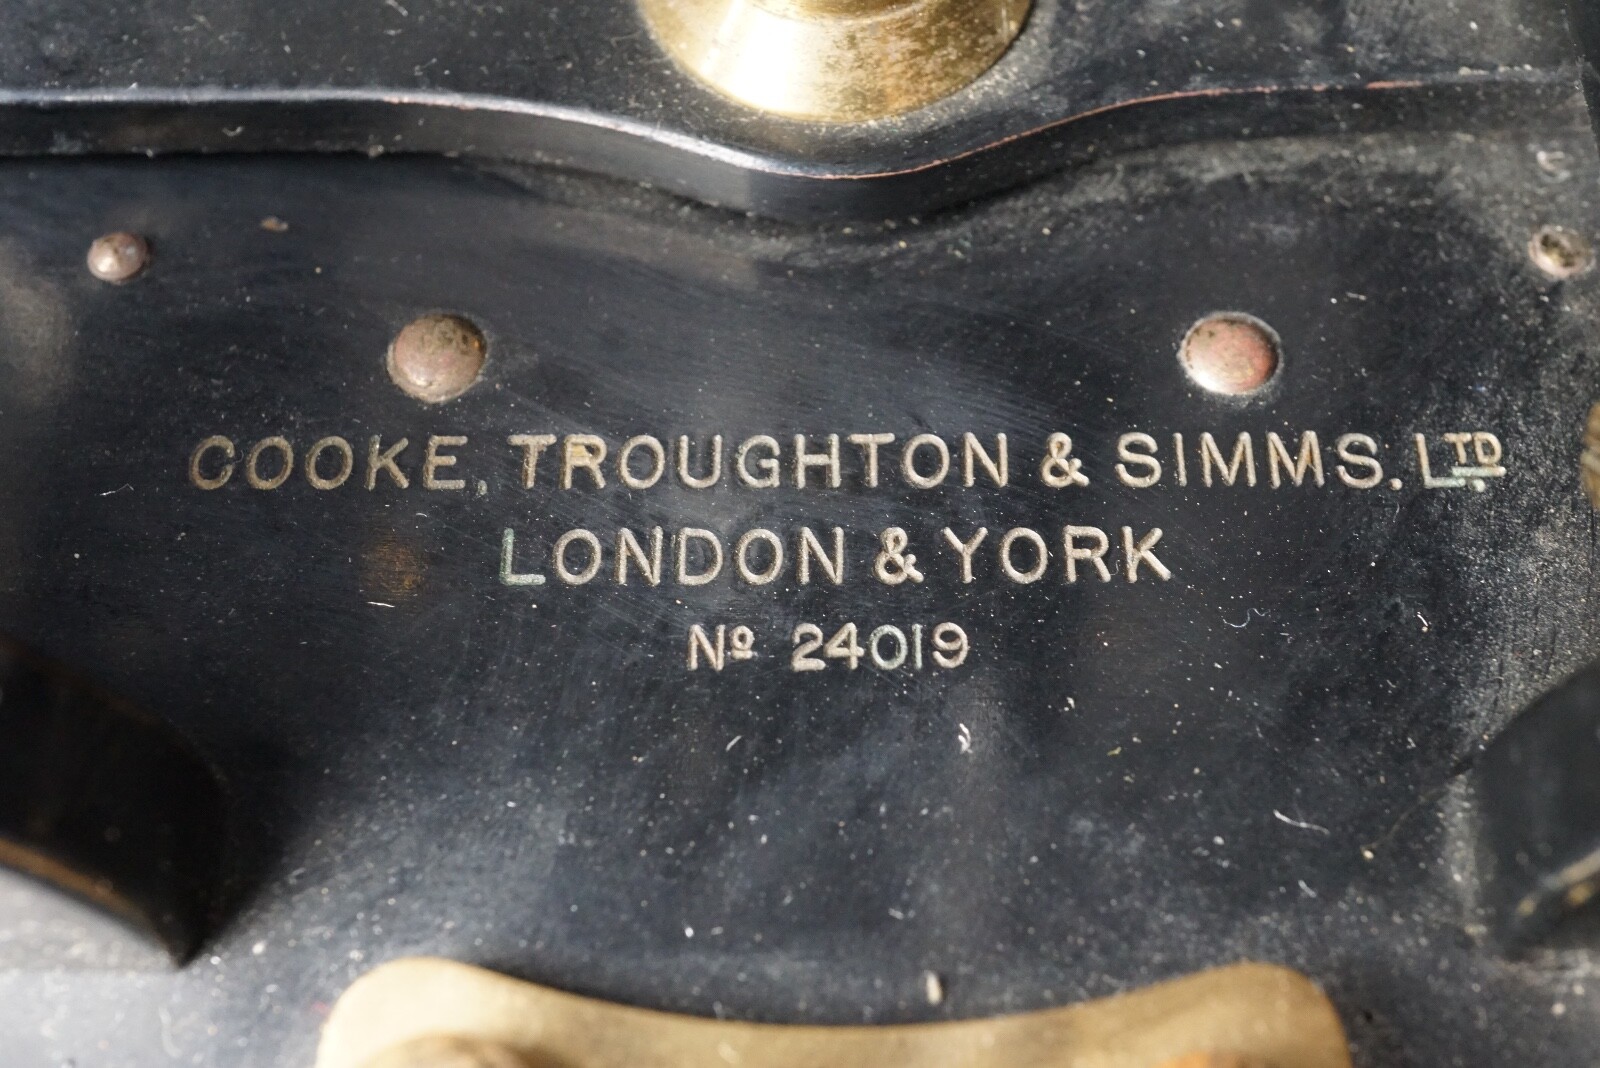 COOKE, TROUGHTON & SIMMS. LTD
LONDON & YORK
Nº 24019